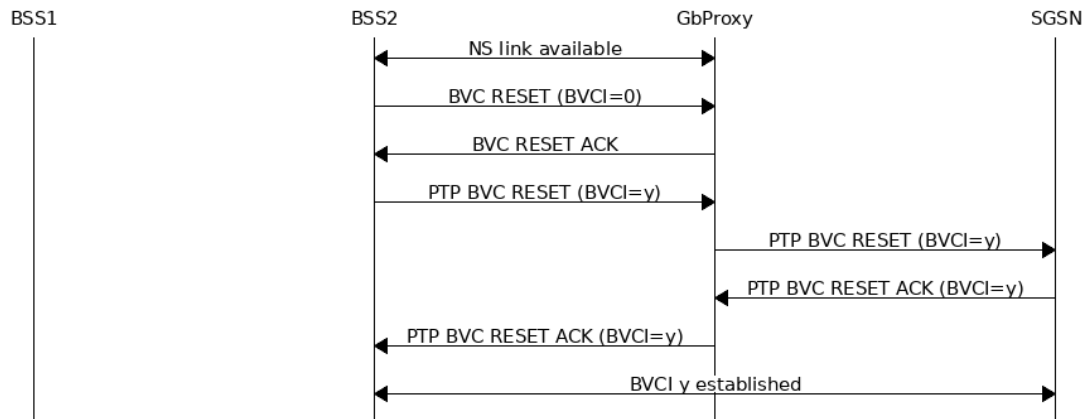 BSS1 BSS2 GbProxy SGSN
NS link available
BVC RESET (BVCI=0)
BVC RESET ACK
PTP BVC RESET (BVCI=y)
PTP BVC RESET (BVCI=y)
PTP BVC RESET ACK (BVCI=y)
PTP BVC RESET ACK (BVCI=y)
BVCI y established